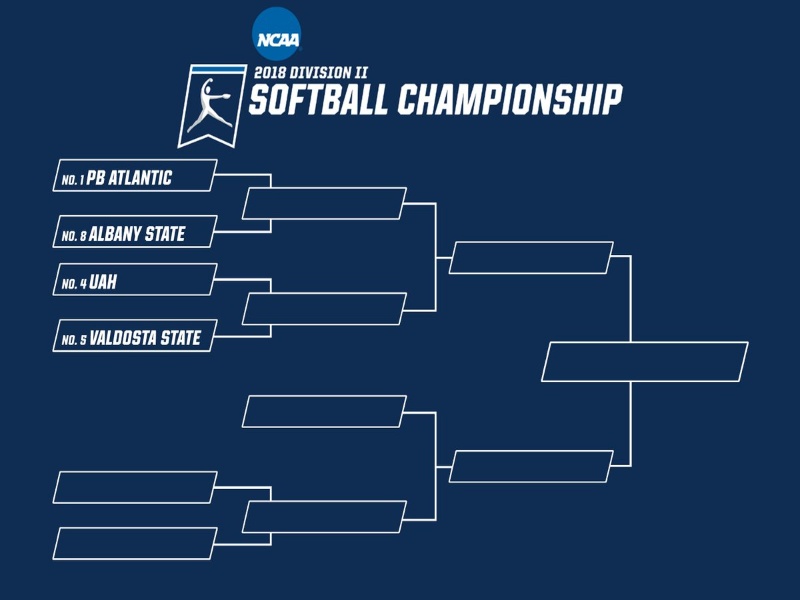 NCAA
2018 DIVISION II
SOFTBALL CHAMPIONSHIP
NO. 1 PB ATLANTIC
NO. 8 ALBANY STATE
NO. 4 UAH
NO. 5 VALDOSTA STATE